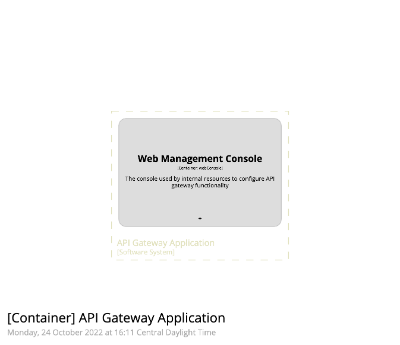 Web Management Console
[Container: Web Console]
The console used by internal resources to configure API
gateway functionality
API Gateway Application
[Software System]
[Container] API Gateway Application
Monday, 24 October 2022 at 16:11 Central Daylight Time